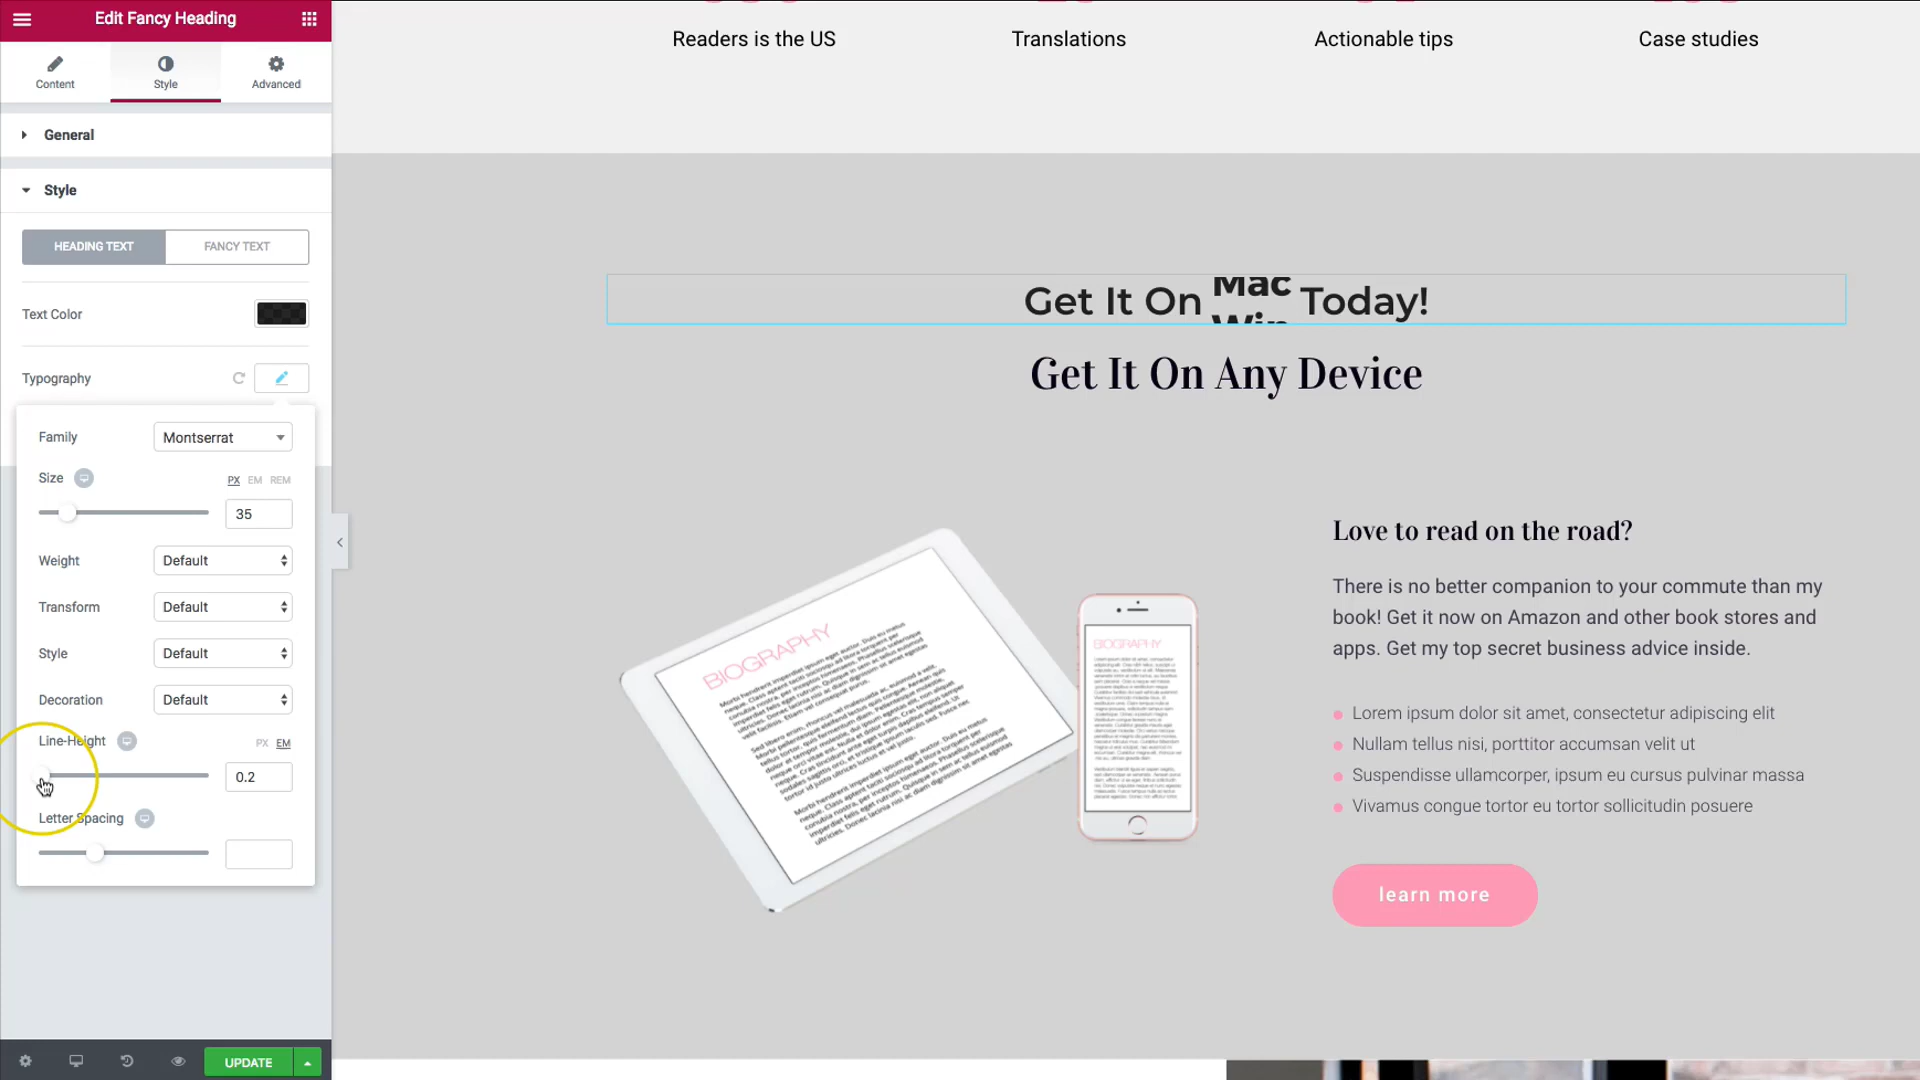 Edit Fancy Heading
Content
Style
Advanced
General
Style
HEADING TEXT
FANCY TEXT
Text Color
Typography
Family
Montserrat
Size
PX EM REM
35
Weight
Default
Transform
Default
Style
Default
Decoration
Default
Line-Height
PX EM
0.2
Letter Spacing
UPDATE
Readers is the US
Translations
Actionable tips
Case studies
Get It On Mac Today!
Win
Get It On Any Device
BIOGRAPHY
BIOGRAPHY
Love to read on the road?
There is no better companion to your commute than my
book! Get it now on Amazon and other book stores and
apps. Get my top secret business advice inside.
Lorem ipsum dolor sit amet, consectetur adipiscing elit
Nullam tellus nisi, porttitor accumsan velit ut
Suspendisse ullamcorper, ipsum eu cursus pulvinar massa
Vivamus congue tortor eu tortor sollicitudin posuere
learn more